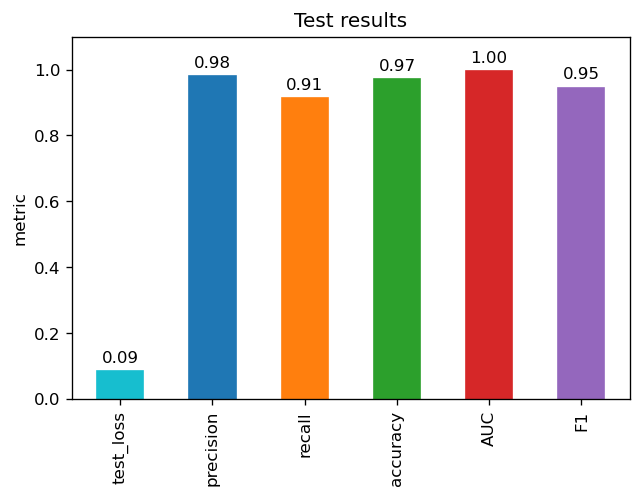 Test results
metric
1.0
0.8
0.6
0.4
0.2
0.0
0.09
0.98
0.91
0.97
1.00
0.95
test_loss
precision
recall
accuracy
AUC
F1